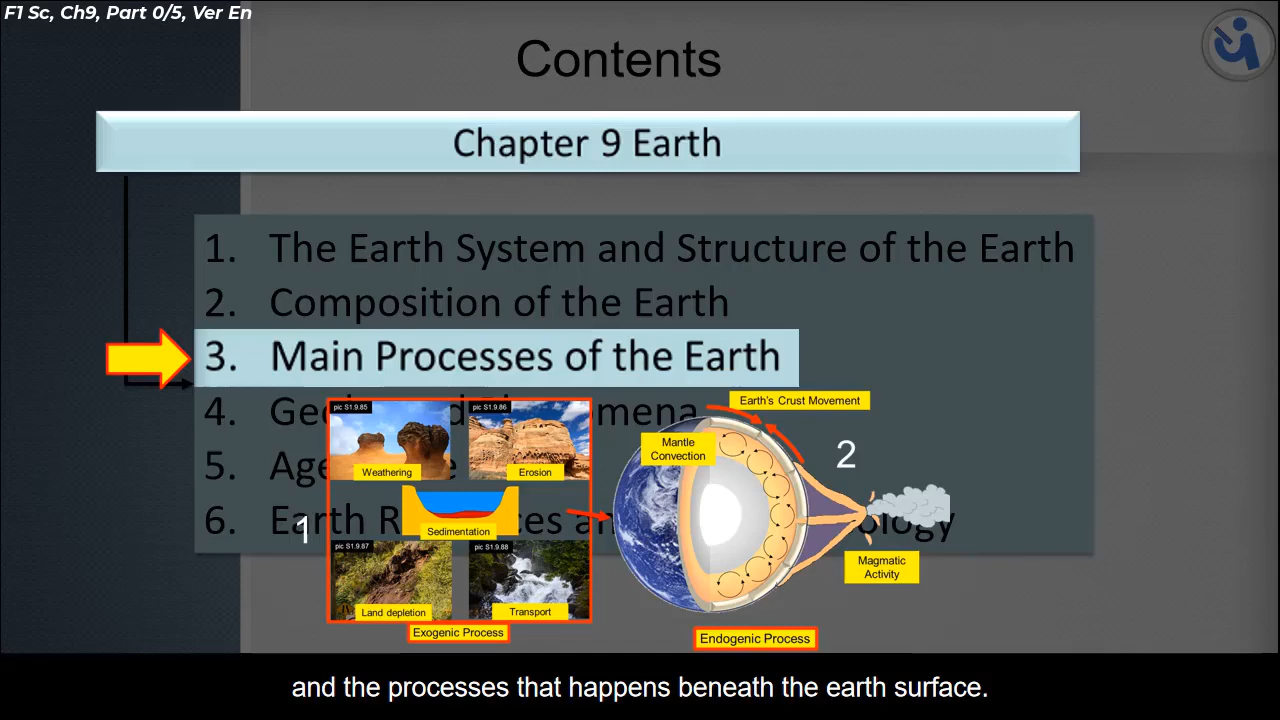 F1 Sc, Ch9, Part 0/5, Ver En
Contents
Chapter 9 Earth
1. The Earth System and Structure of the Earth
2. Composition of the Earth
3. Main Processes of the Earth
4.
5.
6. Earth
pic S1.9.85
Weathering
pic S1.9.86
Erosion
Sedimentation
1
pic S1.9.87
Land depletion
pic S1.9.88
Transport
Exogenic Process
Earth's Crust Movement
Mantle
Convection
2
Magmatic
Activity
Endogenic Process
and the processes that happens beneath the earth surface.